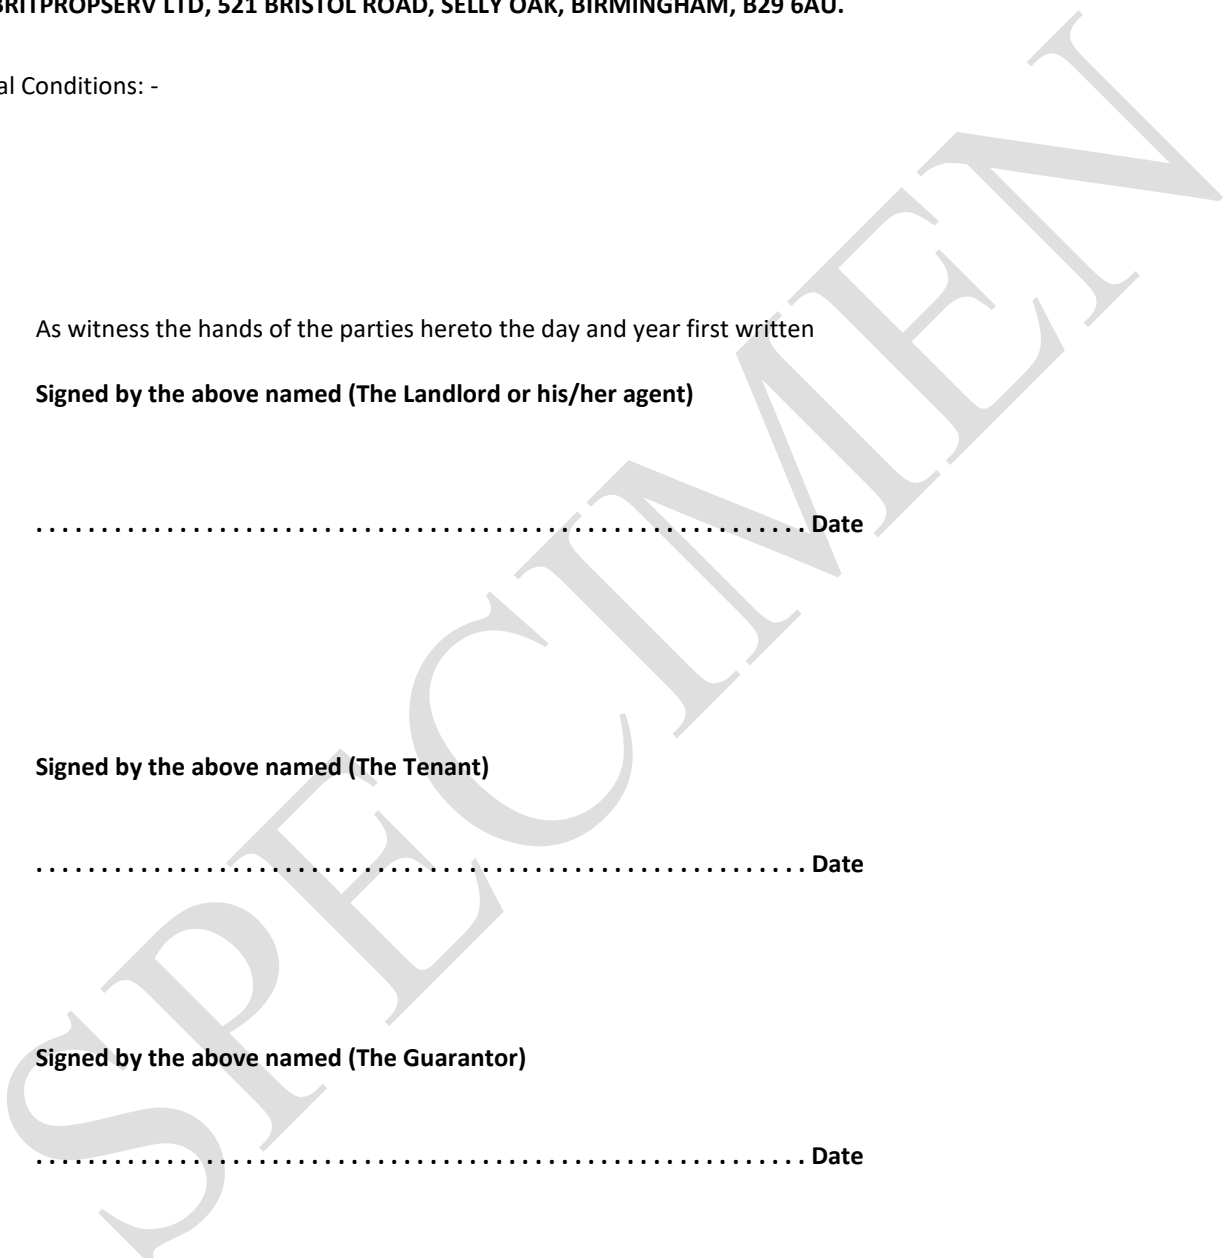 BRITPROPSERV LTD, 521 BRISTOL ROAD, SELLY OAK, BIRMINGHAM, B29 6AU.
al Conditions: -
As witness the hands of the parties hereto the day and year first written
Signed by the above named (The Landlord or his/her agent)
. . . . . . . . . . . . . . . . . . . . . . . . . . . . . . . . . . . . . . . . . . . . . . . . . . . . . . . . . . . Date
Signed by the above named (The Tenant)
. . . . . . . . . . . . . . . . . . . . . . . . . . . . . . . . . . . . . . . . . . . . . . . . . . . . . . . . . . . Date
Signed by the above named (The Guarantor)
. . . . . . . . . . . . . . . . . . . . . . . . . . . . . . . . . . . . . . . . . . . . . . . . . . . . . . . . . . . Date
SPECIMEN